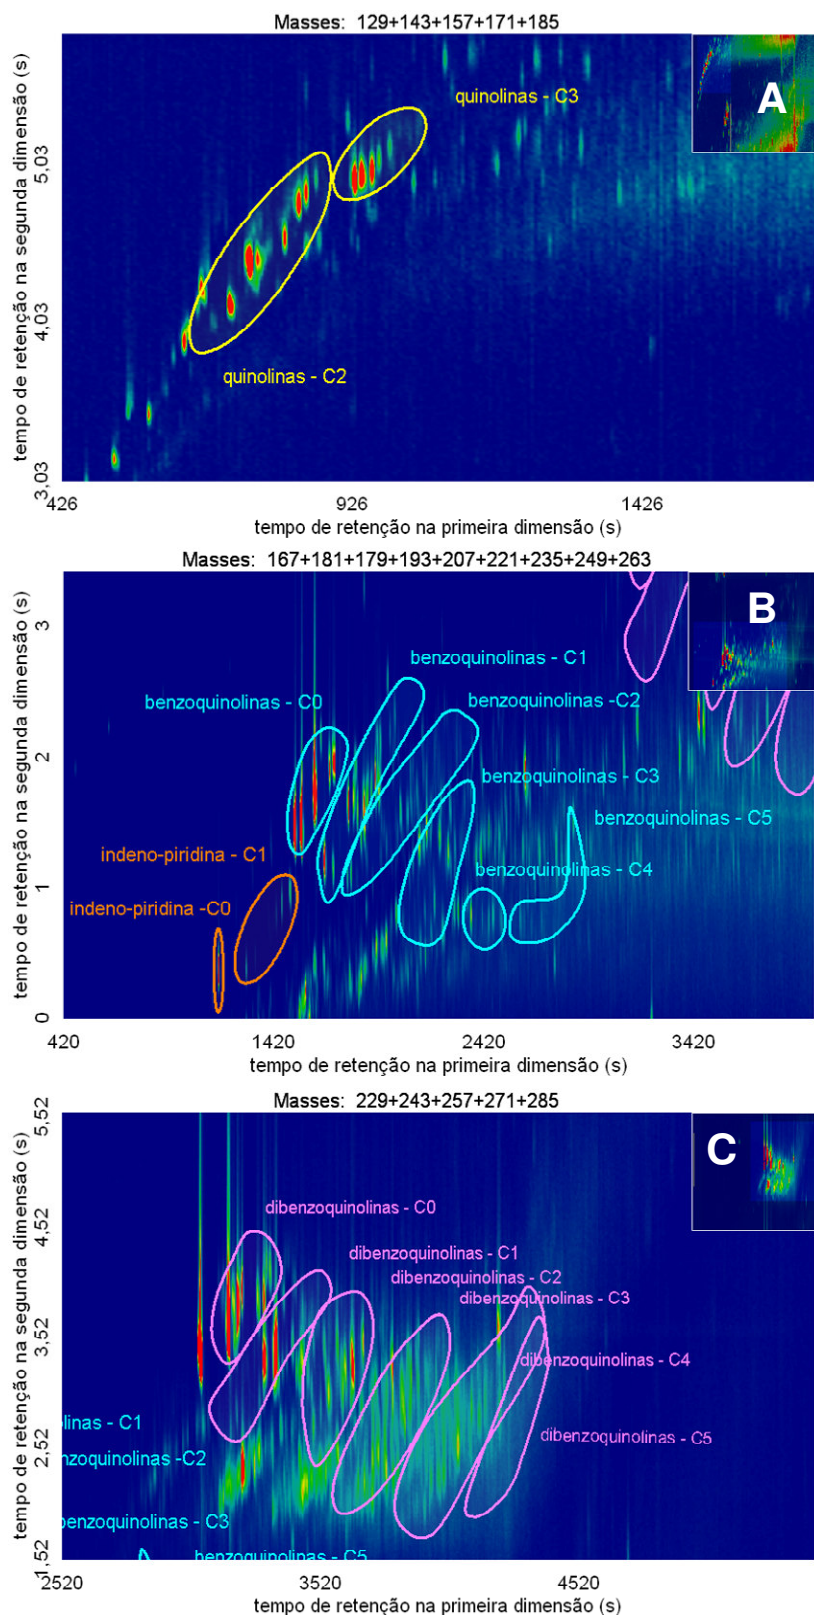 Masses: 129+143+157+171+185
A
quinolinas - C3
quinolinas - C2
tempo de retenção na segunda dimensão (s)
5,03
4,03
3,03
426
926
1426
tempo de retenção na primeira dimensão (s)
Masses: 167+181+179+193+207+221+235+249+263
B
benzoquinolinas - C1
benzoquinolinas - C0
benzoquinolinas -C2
benzoquinolinas - C3
benzoquinolinas - C5
indeno-piridina - C1
benzoquinolinas - C4
indeno-piridina -C0
tempo de retenção na segunda dimensão (s)
3
2
1
0
420
1420
2420
3420
tempo de retenção na primeira dimensão (s)
Masses: 229+243+257+271+285
C
dibenzoquinolinas - C0
dibenzoquinolinas - C1
dibenzoquinolinas - C2
dibenzoquinolinas - C3
dibenzoquinolinas - C4
olinas - C1
dibenzoquinolinas - C5
nzoquinolinas -C2
benzoquinolinas - C3
benzoquinolinas - C5
tempo de retenção na segunda dimensão (s)
5,52
4,52
3,52
2,52
1,52
2520
3520
4520
tempo de retenção na primeira dimensão (s)